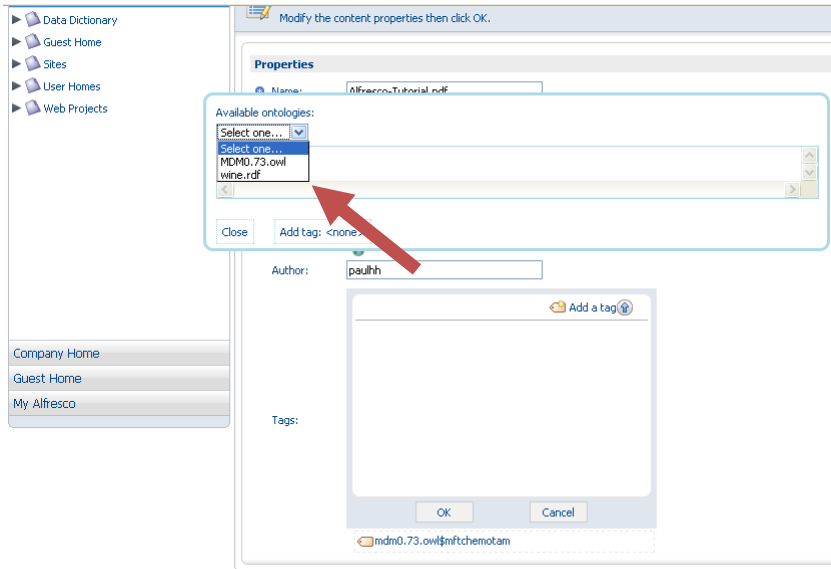 Data Dictionary
Guest Home
Sites
User Homes
Web Projects
Company Home
Guest Home
My Alfresco
Modify the content properties then click OK.
Properties
Name: Alfresco-Tutorial.pdf
Available ontologies:
Select one...
Select one...
MDM0.73.owl
wine.rdf
Close Add tag: <none>
Author: paulhh
Add a tag
Tags:
OK Cancel
mdm0.73.owl$mftchemotam